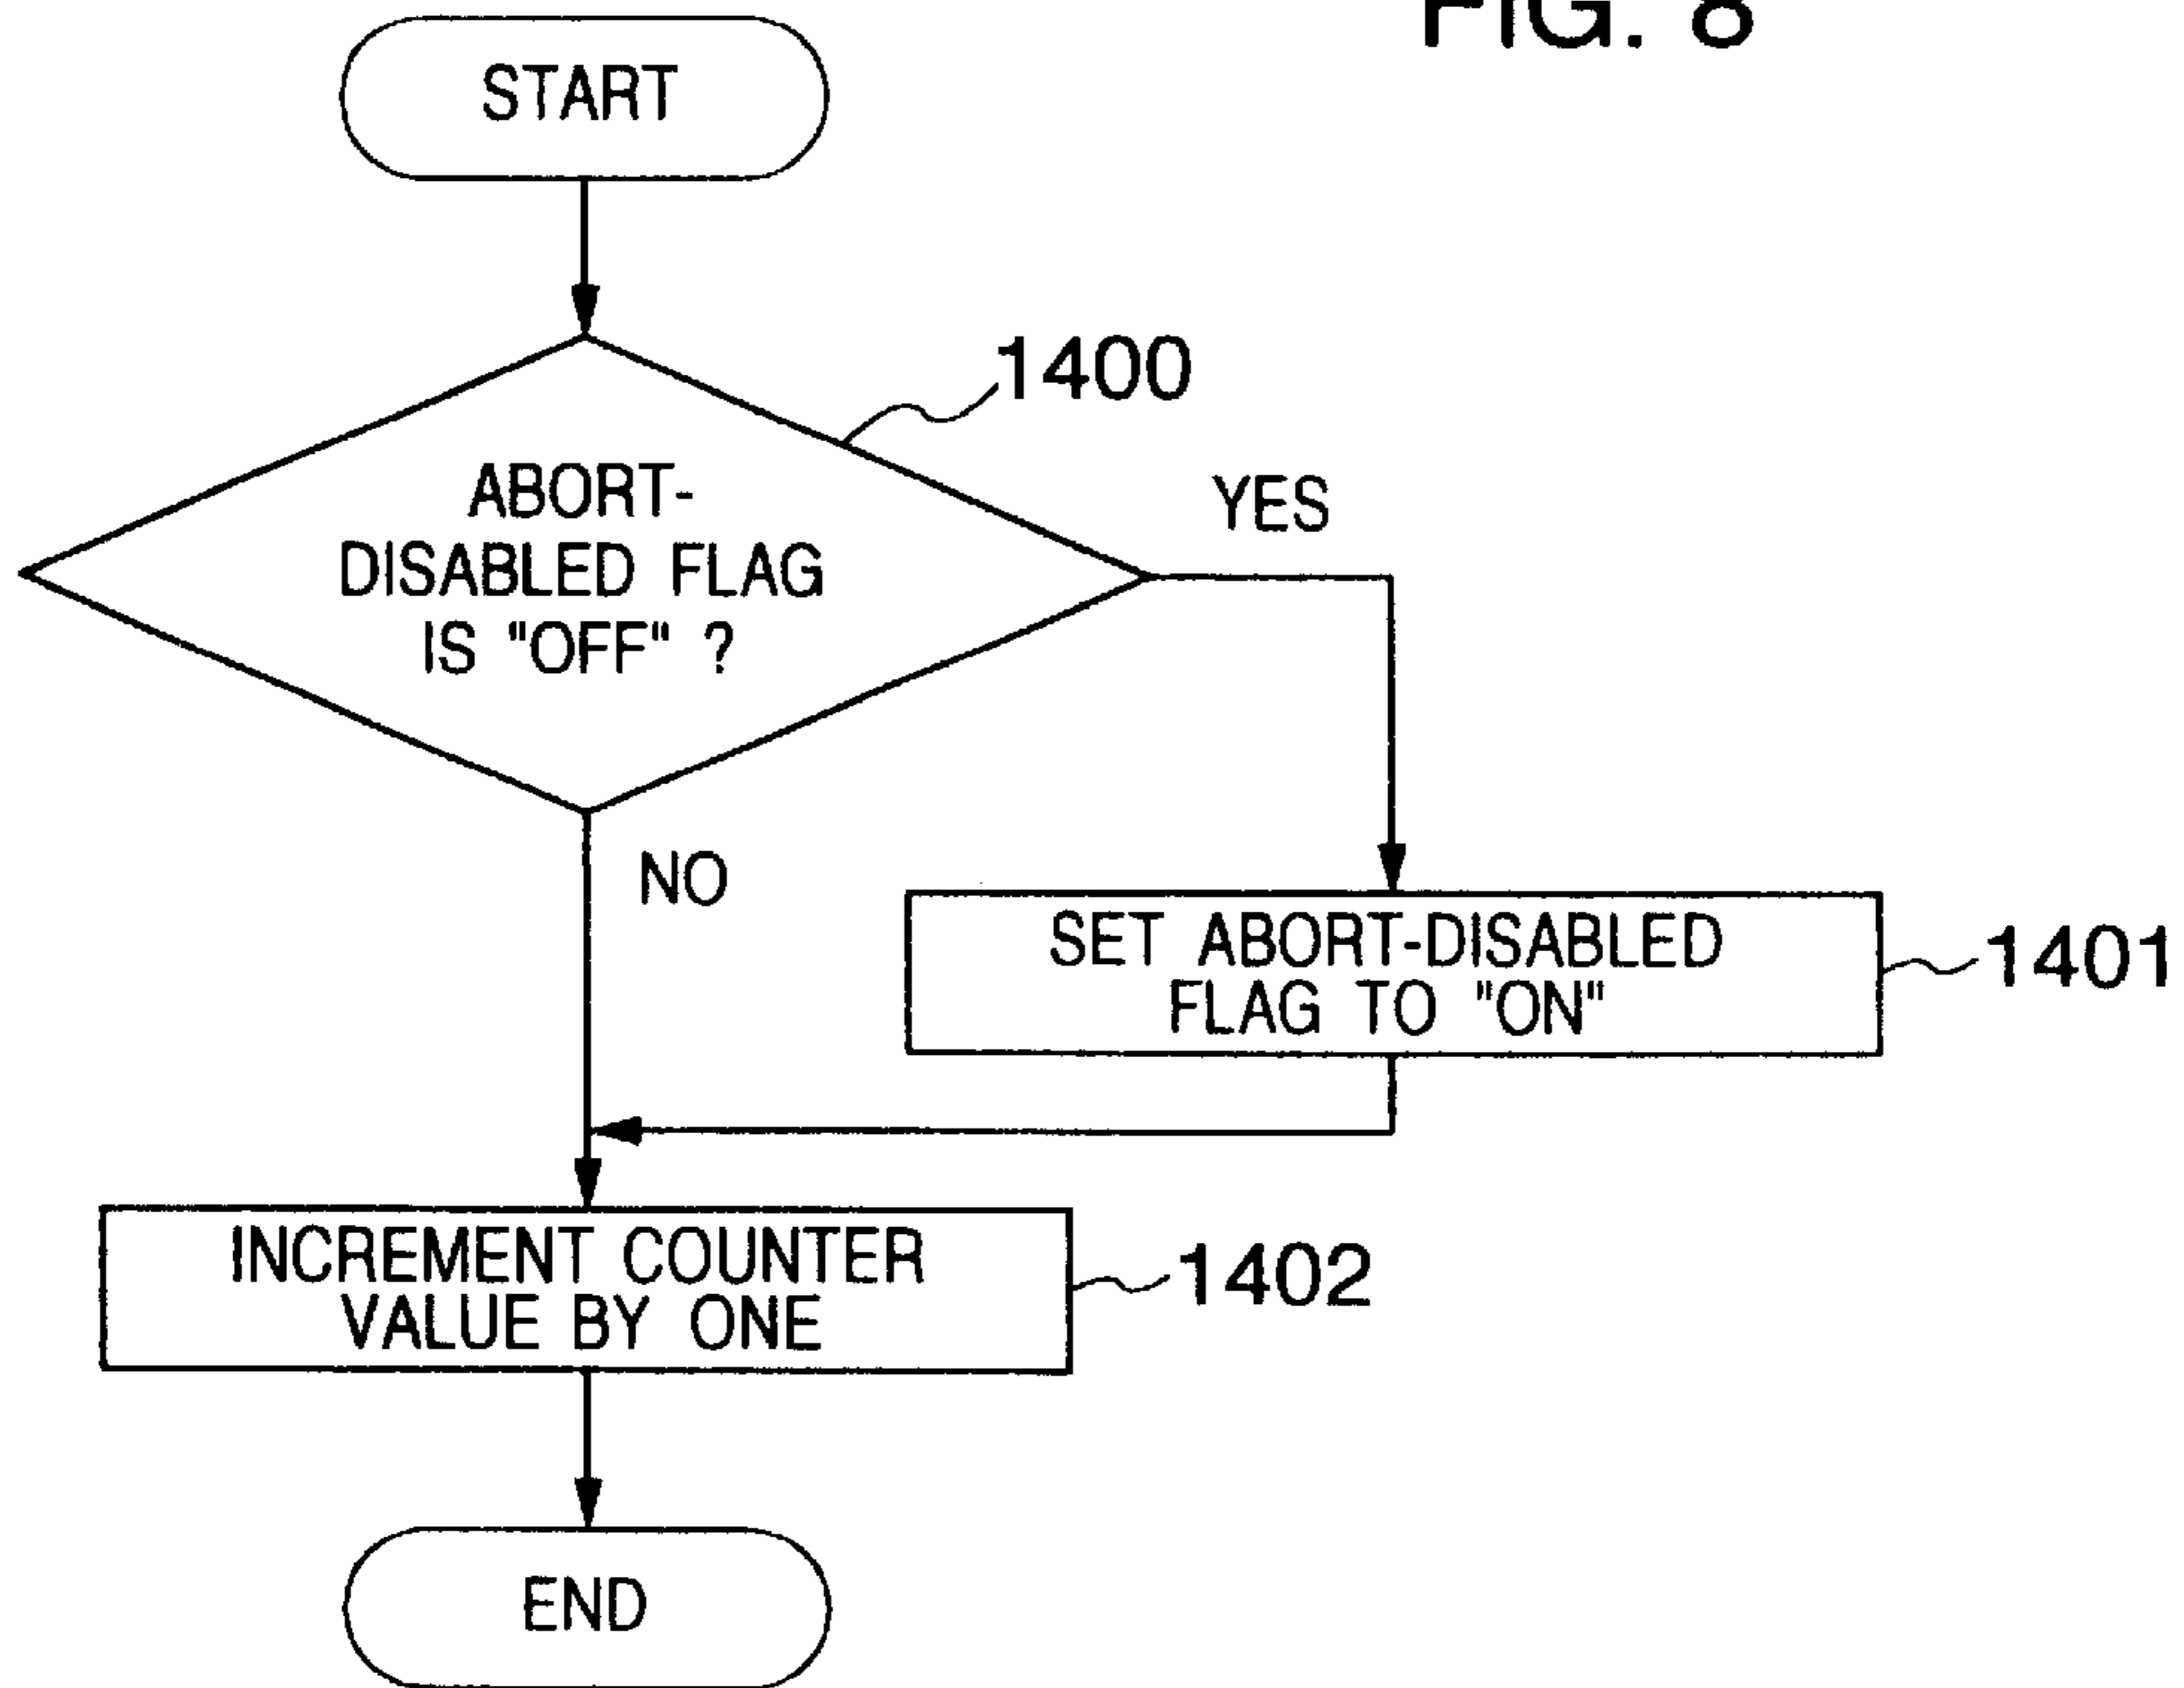 FIG. 8
START
1400
ABORT-
DISABLED FLAG
IS "OFF" ?
YES
NO
SET ABORT-DISABLED
FLAG TO "ON"
1401
INCREMENT COUNTER
VALUE BY ONE
1402
END